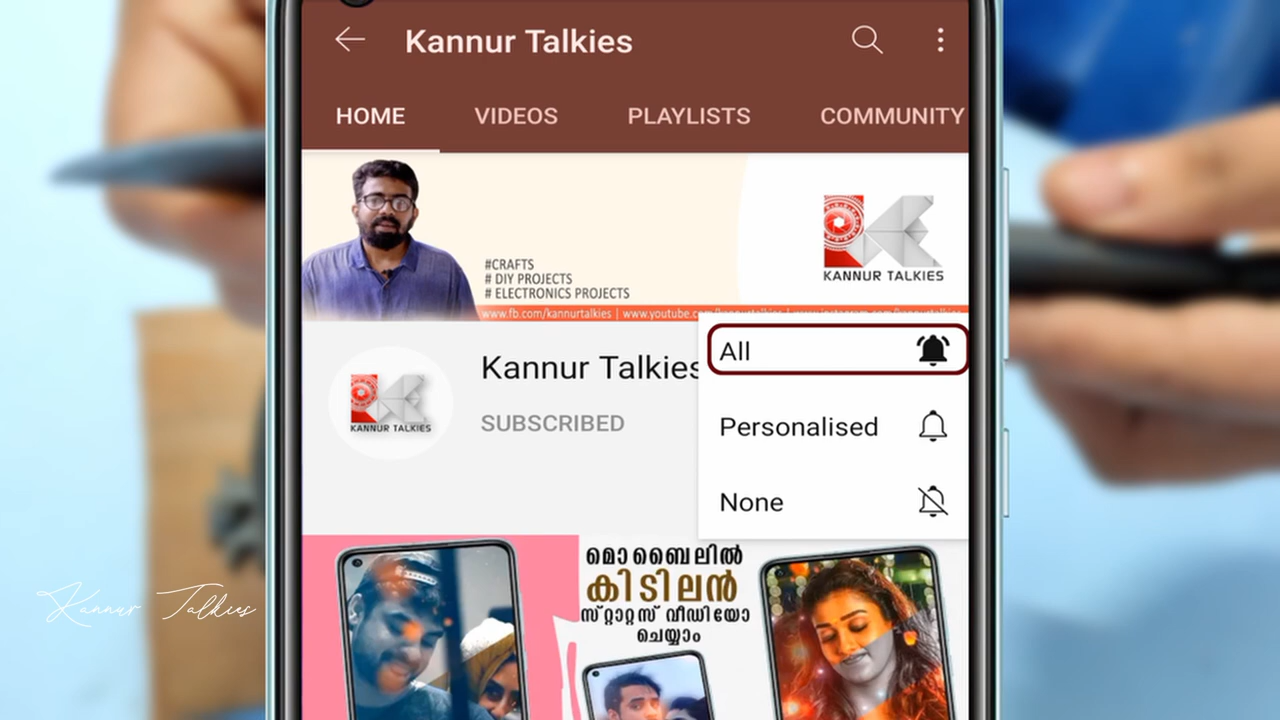 Kannur Talkies
HOME VIDEOS PLAYLISTS COMMUNITY
#CRAFTS
# DIY PROJECTS
# ELECTRONICS PROJECTS
KANNUR TALKIES
www.fb.com/kannurtalkies | www.youtube.c
All
Kannur Talkies
Personalised
SUBSCRIBED
KANNUR TALKIES
None
മൊബൈലിൽ
കിടിലൻ
സ്റ്റാറ്റസ് വീഡിയോ
ചെയ്യാം
Kannur Talkies